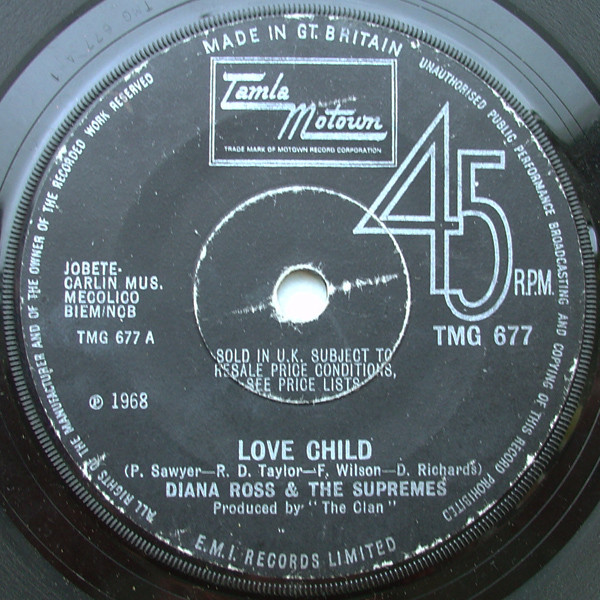 MADE IN GT. BRITAIN
UNAUTHORISED PUBLIC PERFORMANCE BROADCASTING AND COPYING OF THIS RECORD PROHIBITED
ALL RIGHTS OF THE MANUFACTURER AND OF THE OWNER OF THE RECORDED WORK RESERVED
Tamla
Motown
TRADE MARK OF MOTOWN RECORD CORPORATION
45
R.P.M.
JOBETE-
CARLIN MUS.
MECOLICO
BIEM/NCB
TMG 677 A
TMG 677
SOLD IN U.K. SUBJECT TO
RESALE PRICE CONDITIONS,
SEE PRICE LISTS
℗ 1968
LOVE CHILD
(P. Sawyer—R. D. Taylor—F. Wilson—D. Richards)
DIANA ROSS & THE SUPREMES
Produced by "The Clan"
E.M.I. RECORDS LIMITED